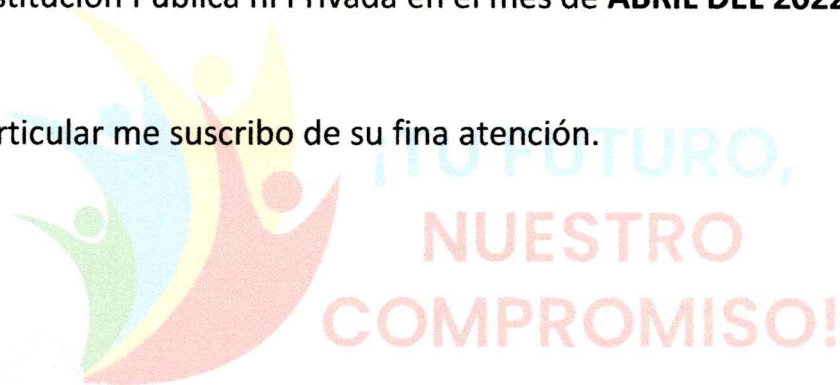 stitución Pública ni Privada en el mes de ABRIL DEL 2022
rticular me suscribo de su fina atención.
¡TU FUTURO,
NUESTRO
COMPROMISO!